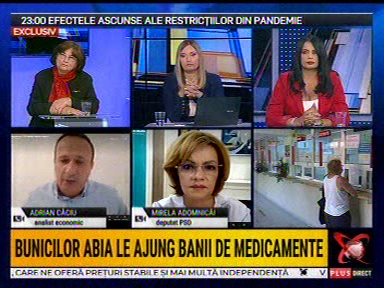 23:00 EFECTELE ASCUNSE ALE RESTRICȚIILOR DIN PANDEMIE
EXCLUSIV
ADRIAN CÂCIU
analist economic
MIRELA ADOMNICĂI
deputat PSD
BUNICILOR ABIA LE AJUNG BANII DE MEDICAMENTE
, CARE NE OFERĂ PREȚURI STABILE ȘI MAI MULTĂ INDEPENDENȚĂ
PLUS DIRECT